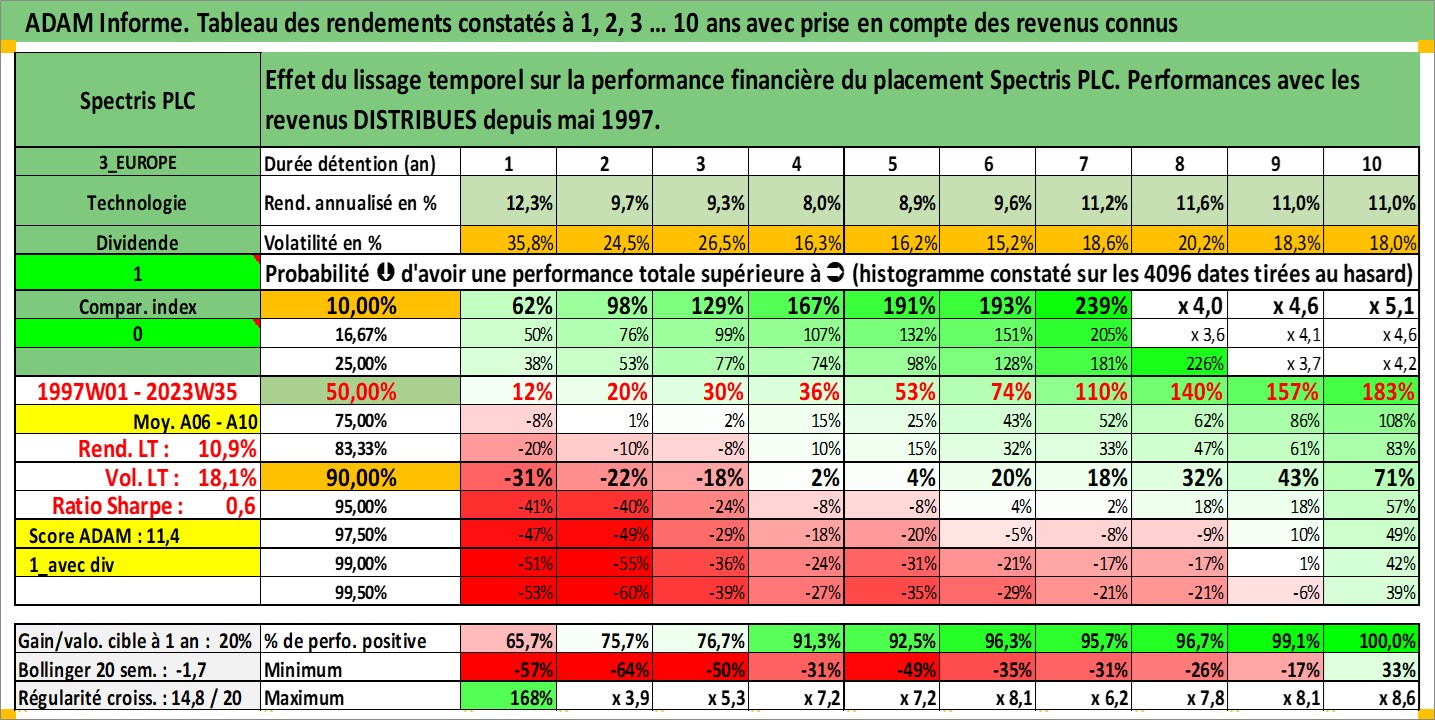 ADAM Informe. Tableau des rendements constatés à 1, 2, 3 ... 10 ans avec prise en compte des revenus connus
Spectris PLC
Effet du lissage temporel sur la performance financière du placement Spectris PLC. Performances avec les
revenus DISTRIBUES depuis mai 1997.
3_EUROPE Durée détention (an) 1 2 3 4 5 6 7 8 9 10
Technologie Rend. annualisé en % 12,3% 9,7% 9,3% 8,0% 8,9% 9,6% 11,2% 11,6% 11,0% 11,0%
Dividende Volatilité en % 35,8% 24,5% 26,5% 16,3% 16,2% 15,2% 18,6% 20,2% 18,3% 18,0%
1 Probabilité ⬇ d'avoir une performance totale supérieure à ➲ (histogramme constaté sur les 4096 dates tirées au hasard)
Compar. index 10,00% 62% 98% 129% 167% 191% 193% 239% x 4,0 x 4,6 x 5,1
0 16,67% 50% 76% 99% 107% 132% 151% 205% x 3,6 x 4,1 x 4,6
25,00% 38% 53% 77% 74% 98% 128% 181% 226% x 3,7 x 4,2
1997W01 - 2023W35 50,00% 12% 20% 30% 36% 53% 74% 110% 140% 157% 183%
Moy. A06 - A10 75,00% -8% 1% 2% 15% 25% 43% 52% 62% 86% 108%
Rend. LT : 10,9% 83,33% -20% -10% -8% 10% 15% 32% 33% 47% 61% 83%
Vol. LT : 18,1% 90,00% -31% -22% -18% 2% 4% 20% 18% 32% 43% 71%
Ratio Sharpe : 0,6 95,00% -41% -40% -24% -8% -8% 4% 2% 18% 18% 57%
Score ADAM : 11,4 97,50% -47% -49% -29% -18% -20% -5% -8% -9% 10% 49%
1_avec div 99,00% -51% -55% -36% -24% -31% -21% -17% -17% 1% 42%
99,50% -53% -60% -39% -27% -35% -29% -21% -21% -6% 39%
Gain/valo. cible à 1 an : 20% % de perfo. positive 65,7% 75,7% 76,7% 91,3% 92,5% 96,3% 95,7% 96,7% 99,1% 100,0%
Bollinger 20 sem. : -1,7 Minimum -57% -64% -50% -31% -49% -35% -31% -26% -17% 33%
Régularité croiss. : 14,8 / 20 Maximum 168% x 3,9 x 5,3 x 7,2 x 7,2 x 8,1 x 6,2 x 7,8 x 8,1 x 8,6